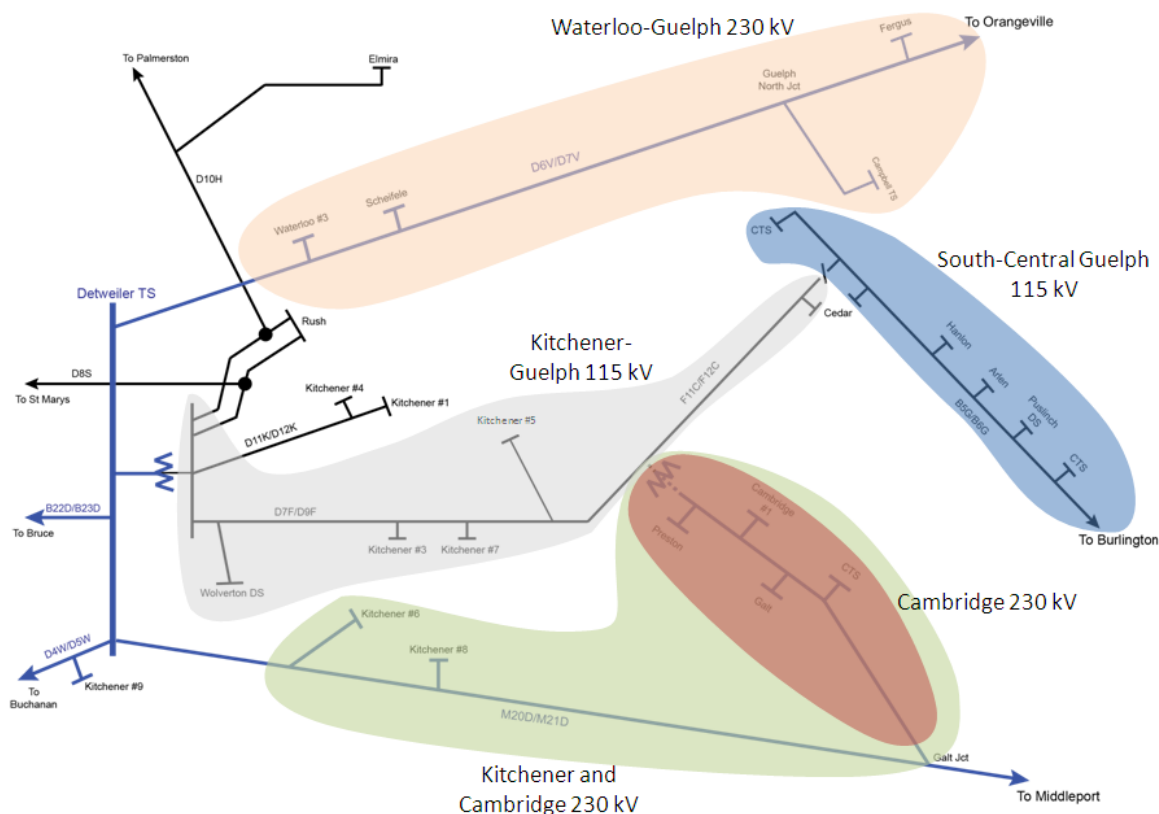 Waterloo-Guelph 230 kV
To Orangeville
Fergus
To Palmerston
Elmira
Guelph
North Jct
D6V/D7V
Campbell TS
D10H
Scheifele
Waterloo #3
CTS
South-Central Guelph
115 kV
Detweiler TS
Rush
Cedar
Hanlon
Kitchener-
Guelph 115 kV
Arlen
Puslinch
DS
B5G/B6G
CTS
D8S
To St Marys
Kitchener #4
Kitchener #1
F11C/F12C
Kitchener #5
D11K/D12K
B22D/B23D
To Bruce
D7F/D9F
Kitchener #3
Kitchener #7
Cambridge
#1
Preston
To Burlington
Wolverton DS
CTS
Galt
Cambridge 230 kV
Kitchener #6
D4W/D5W
Kitchener #8
Kitchener #9
To
Buchanan
M20D/M21D
Galt Jct
Kitchener and
Cambridge 230 kV
To Middleport